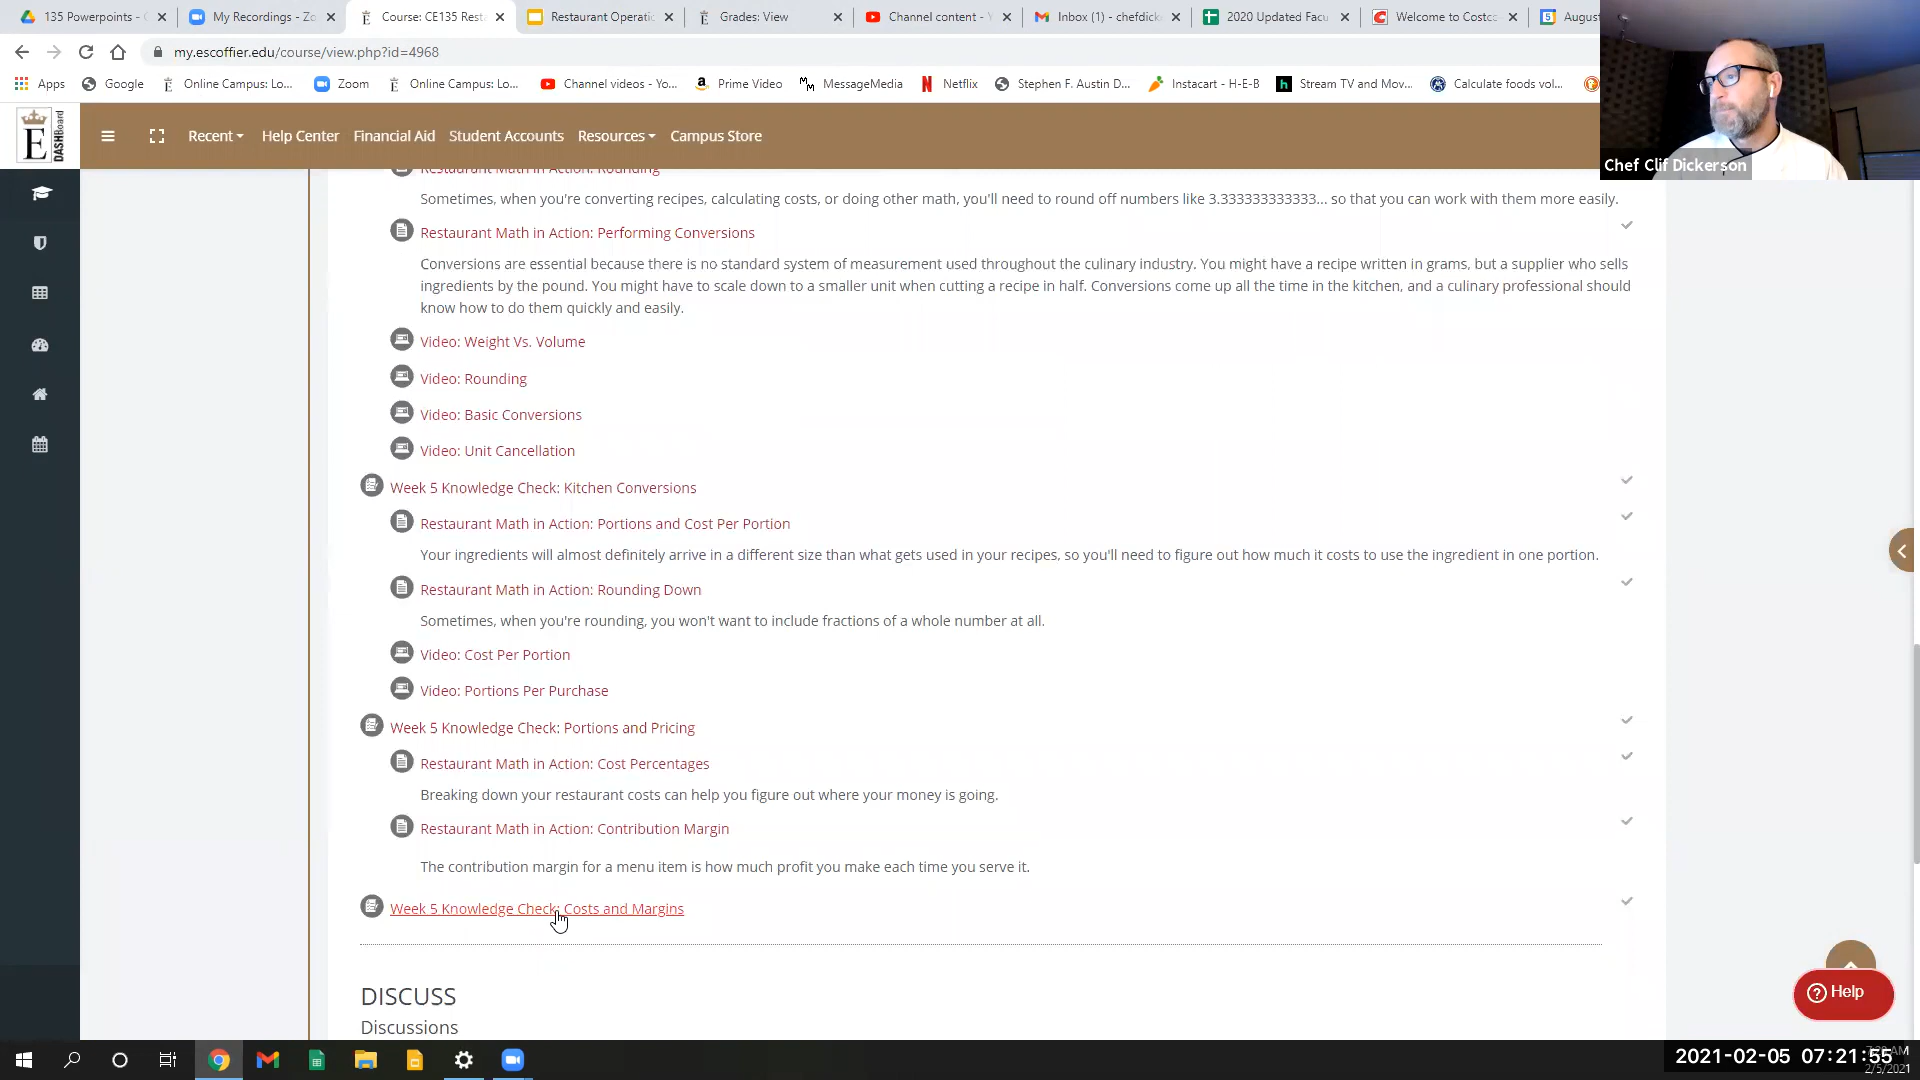 135 Powerpoints - G
My Recordings - Zo
Course: CE135 Rest
Restaurant Operatio
Grades: View
Channel content - Y
Inbox (1) - chefdick
2020 Updated Facu
Welcome to Costco
August
my.escoffier.edu/course/view.php?id=4968
Apps
Google
Online Campus: Lo...
Zoom
Online Campus: Lo...
Channel videos - Yo...
Prime Video
MessageMedia
Netflix
Stephen F. Austin D...
Instacart - H-E-B
Stream TV and Mov...
Calculate foods vol...
Chef Clif Dickerson
E
DASHBoard
Recent
Help Center
Financial Aid
Student Accounts
Resources
Campus Store
Restaurant Math in Action: Rounding
Sometimes, when you're converting recipes, calculating costs, or doing other math, you'll need to round off numbers like 3.333333333333... so that you can work with them more easily.
Restaurant Math in Action: Performing Conversions
Conversions are essential because there is no standard system of measurement used throughout the culinary industry. You might have a recipe written in grams, but a supplier who sells
ingredients by the pound. You might have to scale down to a smaller unit when cutting a recipe in half. Conversions come up all the time in the kitchen, and a culinary professional should
know how to do them quickly and easily.
Video: Weight Vs. Volume
Video: Rounding
Video: Basic Conversions
Video: Unit Cancellation
Week 5 Knowledge Check: Kitchen Conversions
Restaurant Math in Action: Portions and Cost Per Portion
Your ingredients will almost definitely arrive in a different size than what gets used in your recipes, so you'll need to figure out how much it costs to use the ingredient in one portion.
Restaurant Math in Action: Rounding Down
Sometimes, when you're rounding, you won't want to include fractions of a whole number at all.
Video: Cost Per Portion
Video: Portions Per Purchase
Week 5 Knowledge Check: Portions and Pricing
Restaurant Math in Action: Cost Percentages
Breaking down your restaurant costs can help you figure out where your money is going.
Restaurant Math in Action: Contribution Margin
The contribution margin for a menu item is how much profit you make each time you serve it.
Week 5 Knowledge Check: Costs and Margins
DISCUSS
Discussions
Help
2021-02-05 07:21:55
2/5/2021